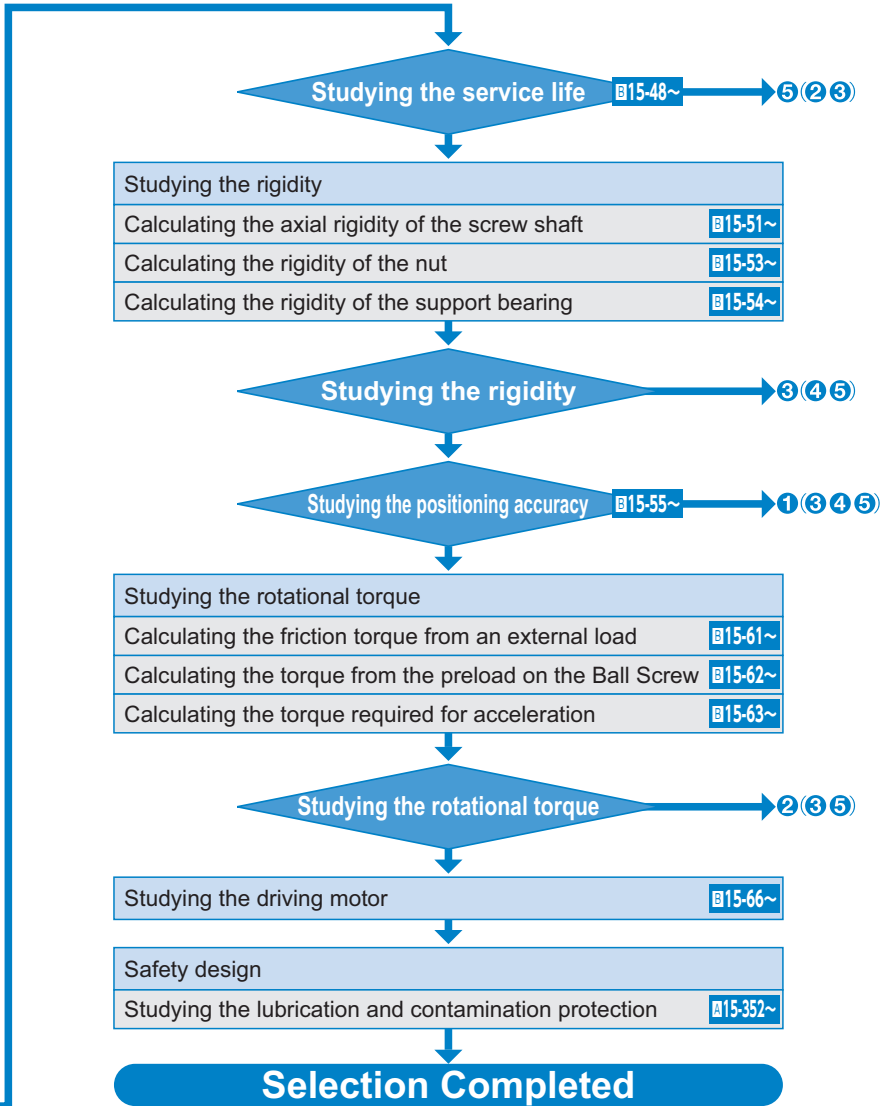 Studying the service life B15-48~ ❺(❷❸)
Studying the rigidity
Calculating the axial rigidity of the screw shaft B15-51~
Calculating the rigidity of the nut B15-53~
Calculating the rigidity of the support bearing B15-54~
Studying the rigidity ❸(❹❺)
Studying the positioning accuracy B15-55~ ❶(❸❹❺)
Studying the rotational torque
Calculating the friction torque from an external load B15-61~
Calculating the torque from the preload on the Ball Screw B15-62~
Calculating the torque required for acceleration B15-63~
Studying the rotational torque ❷(❸❺)
Studying the driving motor B15-66~
Safety design
Studying the lubrication and contamination protection A15-352~
Selection Completed